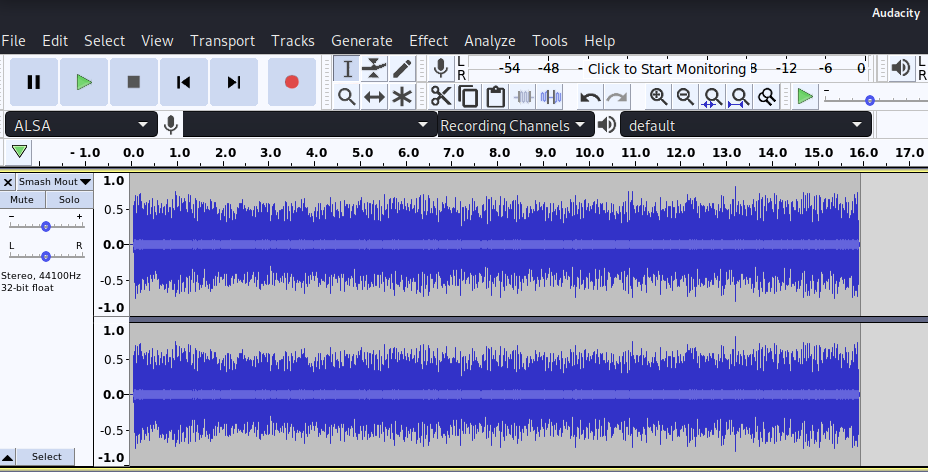 Audacity
File Edit Select View Transport Tracks Generate Effect Analyze Tools Help
L
R
-54 -48 - Click to Start Monitoring 8 -12 -6 0
L
R
ALSA
Recording Channels
default
- 1.0 0.0 1.0 2.0 3.0 4.0 5.0 6.0 7.0 8.0 9.0 10.0 11.0 12.0 13.0 14.0 15.0 16.0 17.0
Smash Mout
Mute Solo
- +
L R
Stereo, 44100Hz
32-bit float
1.0
0.5-
0.0-
-0.5-
-1.0
1.0
0.5-
0.0-
-0.5-
-1.0
Select